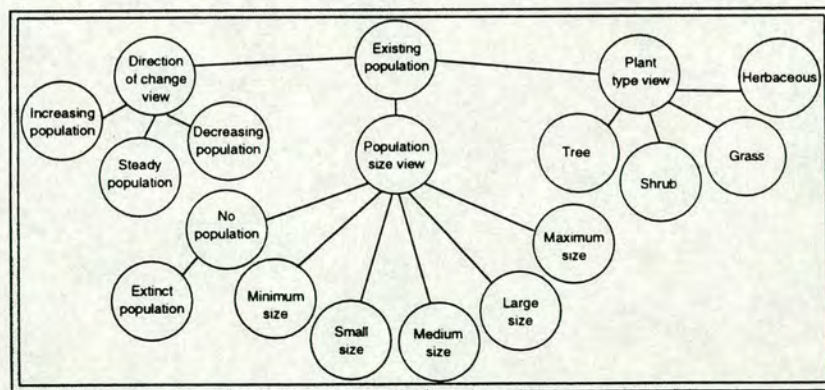 Direction
of change
view
Existing
population
Plant
type view
Herbaceous
Increasing
population
Steady
population
Decreasing
population
Population
size view
Tree
Shrub
Grass
No
population
Extinct
population
Minimum
size
Small
size
Medium
size
Large
size
Maximum
size